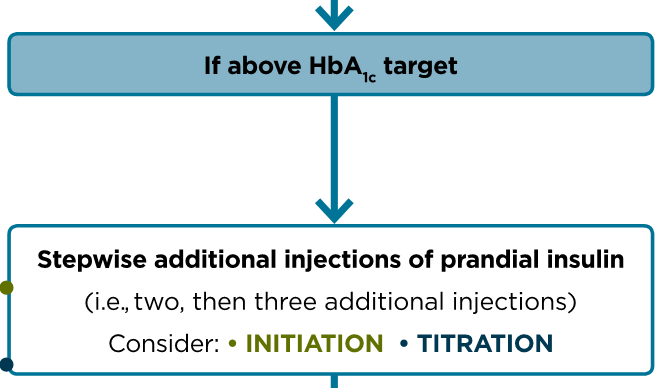 If above HbA1c target
Stepwise additional injections of prandial insulin
(i.e., two, then three additional injections)
Consider: • INITIATION • TITRATION